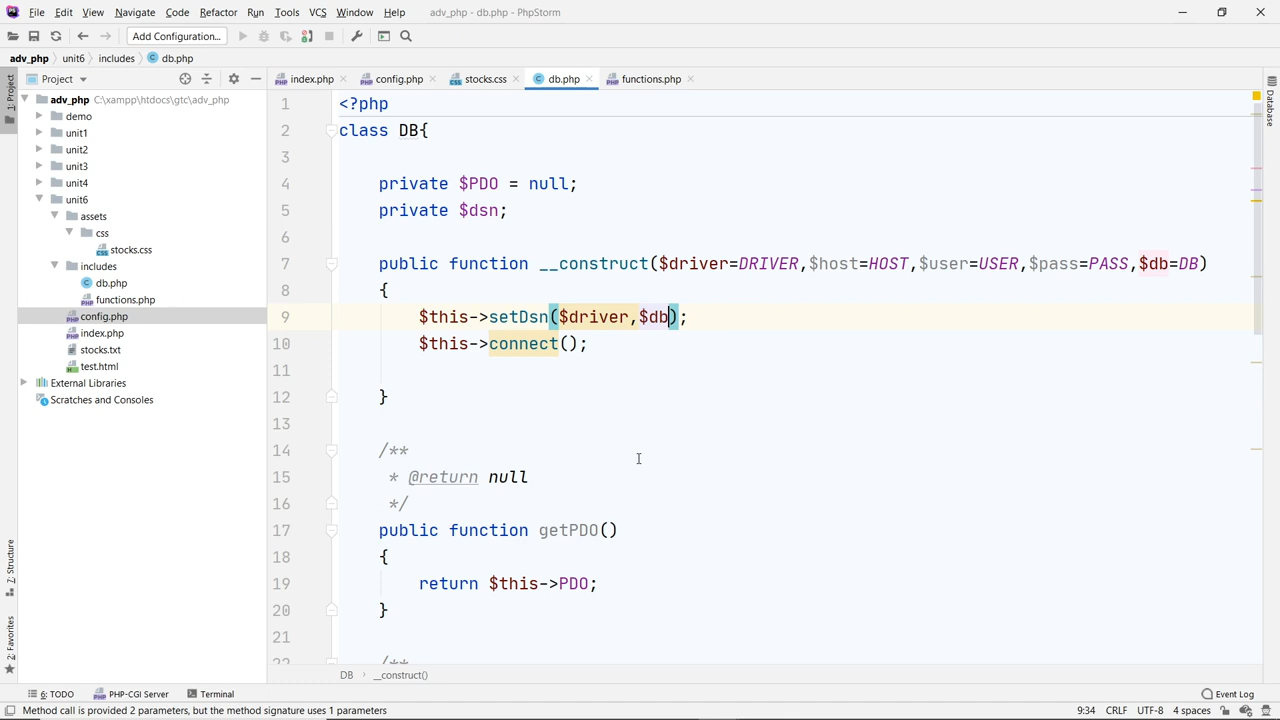 File Edit View Navigate Code Refactor Run Tools VCS Window Help adv_php - db.php - PhpStorm
Add Configuration...
adv_php unit6 includes db.php
1: Project
Project
index.php config.php stocks.css db.php functions.php
Database
adv_php C:\xampp\htdocs\gtc\adv_php
demo
unit1
unit2
unit3
unit4
unit6
assets
css
stocks.css
includes
db.php
functions.php
config.php
index.php
stocks.txt
test.html
External Libraries
Scratches and Consoles
7: Structure
2: Favorites
1 <?php
2 class DB{
3
4 private $PDO = null;
5 private $dsn;
6
7 public function __construct($driver=DRIVER,$host=HOST,$user=USER,$pass=PASS,$db=DB)
8 {
9 $this->setDsn($driver,$db);
10 $this->connect();
11
12 }
13
14 /**
15 * @return null
16 */
17 public function getPDO()
18 {
19 return $this->PDO;
20 }
21
22 /**
DB __construct()
6: TODO PHP-CGI Server Terminal Event Log
Method call is provided 2 parameters, but the method signature uses 1 parameters 9:34 CRLF UTF-8 4 spaces